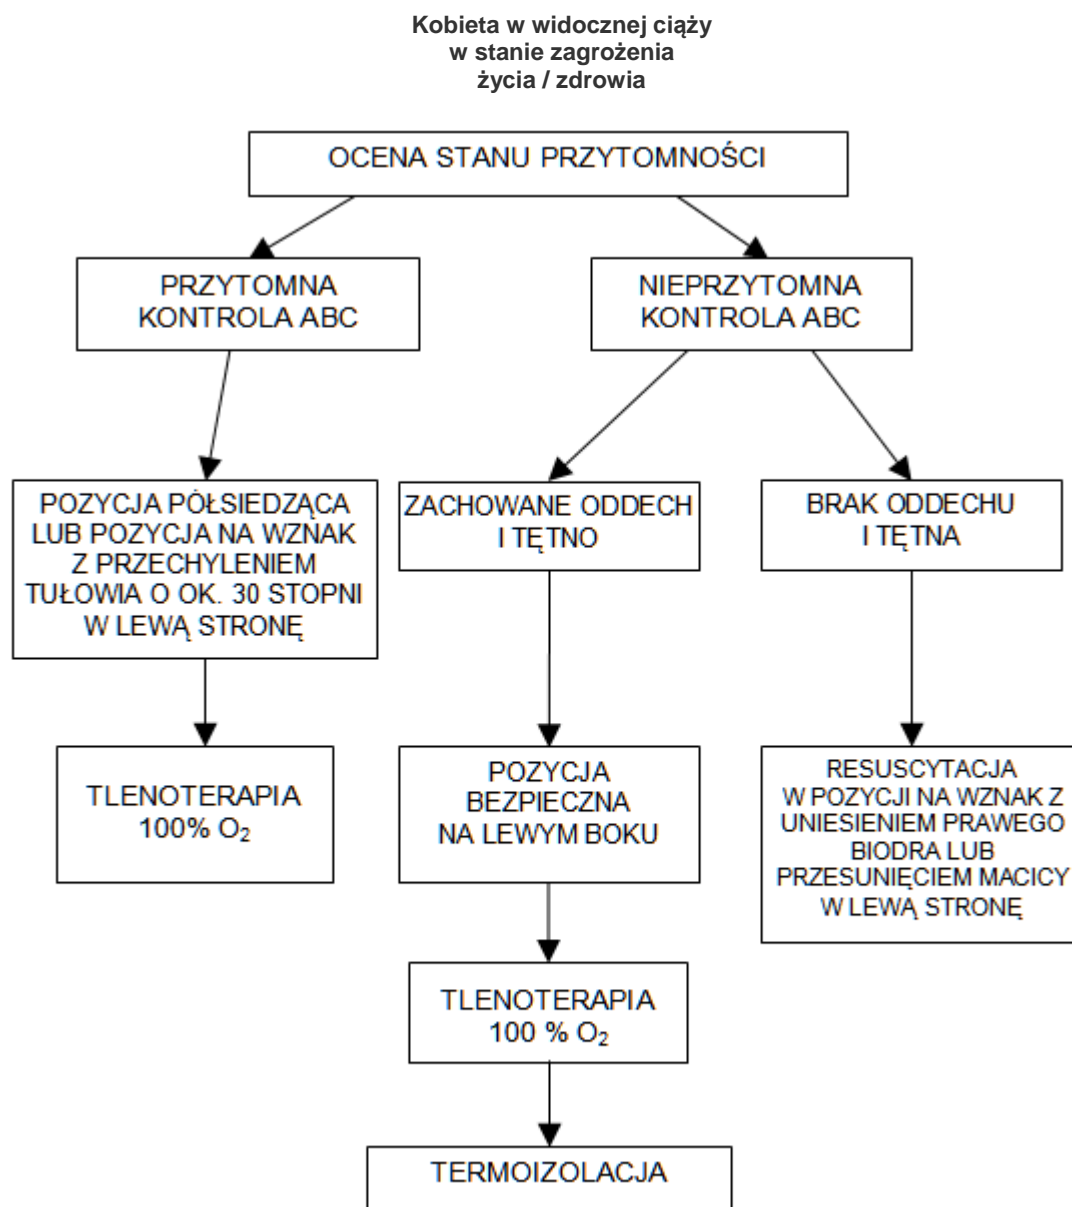 Kobieta w widocznej ciąży
w stanie zagrożenia
życia / zdrowia
OCENA STANU PRZYTOMNOŚCI
PRZYTOMNA
KONTROLA ABC
NIEPRZYTOMNA
KONTROLA ABC
POZYCJA PÓŁSIEDZĄCA
LUB POZYCJA NA WZNAK
Z PRZECHYLENIEM
TUŁOWIA O OK. 30 STOPNI
W LEWĄ STRONĘ
ZACHOWANE ODDECH
I TĘTNO
BRAK ODDECHU
I TĘTNA
TLENOTERAPIA
100% O₂
POZYCJA
BEZPIECZNA
NA LEWYM BOKU
RESUSCYTACJA
W POZYCJI NA WZNAK Z
UNIESIENIEM PRAWEGO
BIODRA LUB
PRZESUNIĘCIEM MACICY
W LEWĄ STRONĘ
TLENOTERAPIA
100 % O₂
TERMOIZOLACJA